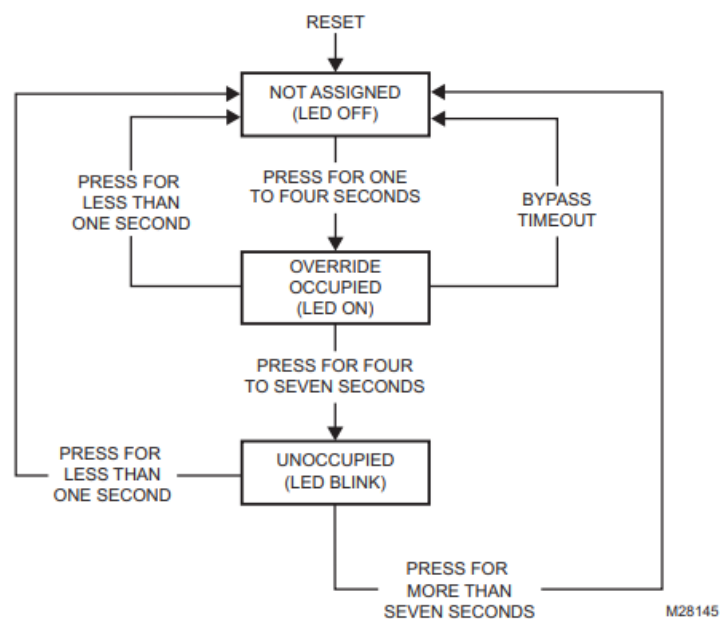 RESET
NOT ASSIGNED
(LED OFF)
PRESS FOR ONE
TO FOUR SECONDS
PRESS FOR
LESS THAN
ONE SECOND
BYPASS
TIMEOUT
OVERRIDE
OCCUPIED
(LED ON)
PRESS FOR FOUR
TO SEVEN SECONDS
PRESS FOR
LESS THAN
ONE SECOND
UNOCCUPIED
(LED BLINK)
PRESS FOR
MORE THAN
SEVEN SECONDS
M28145